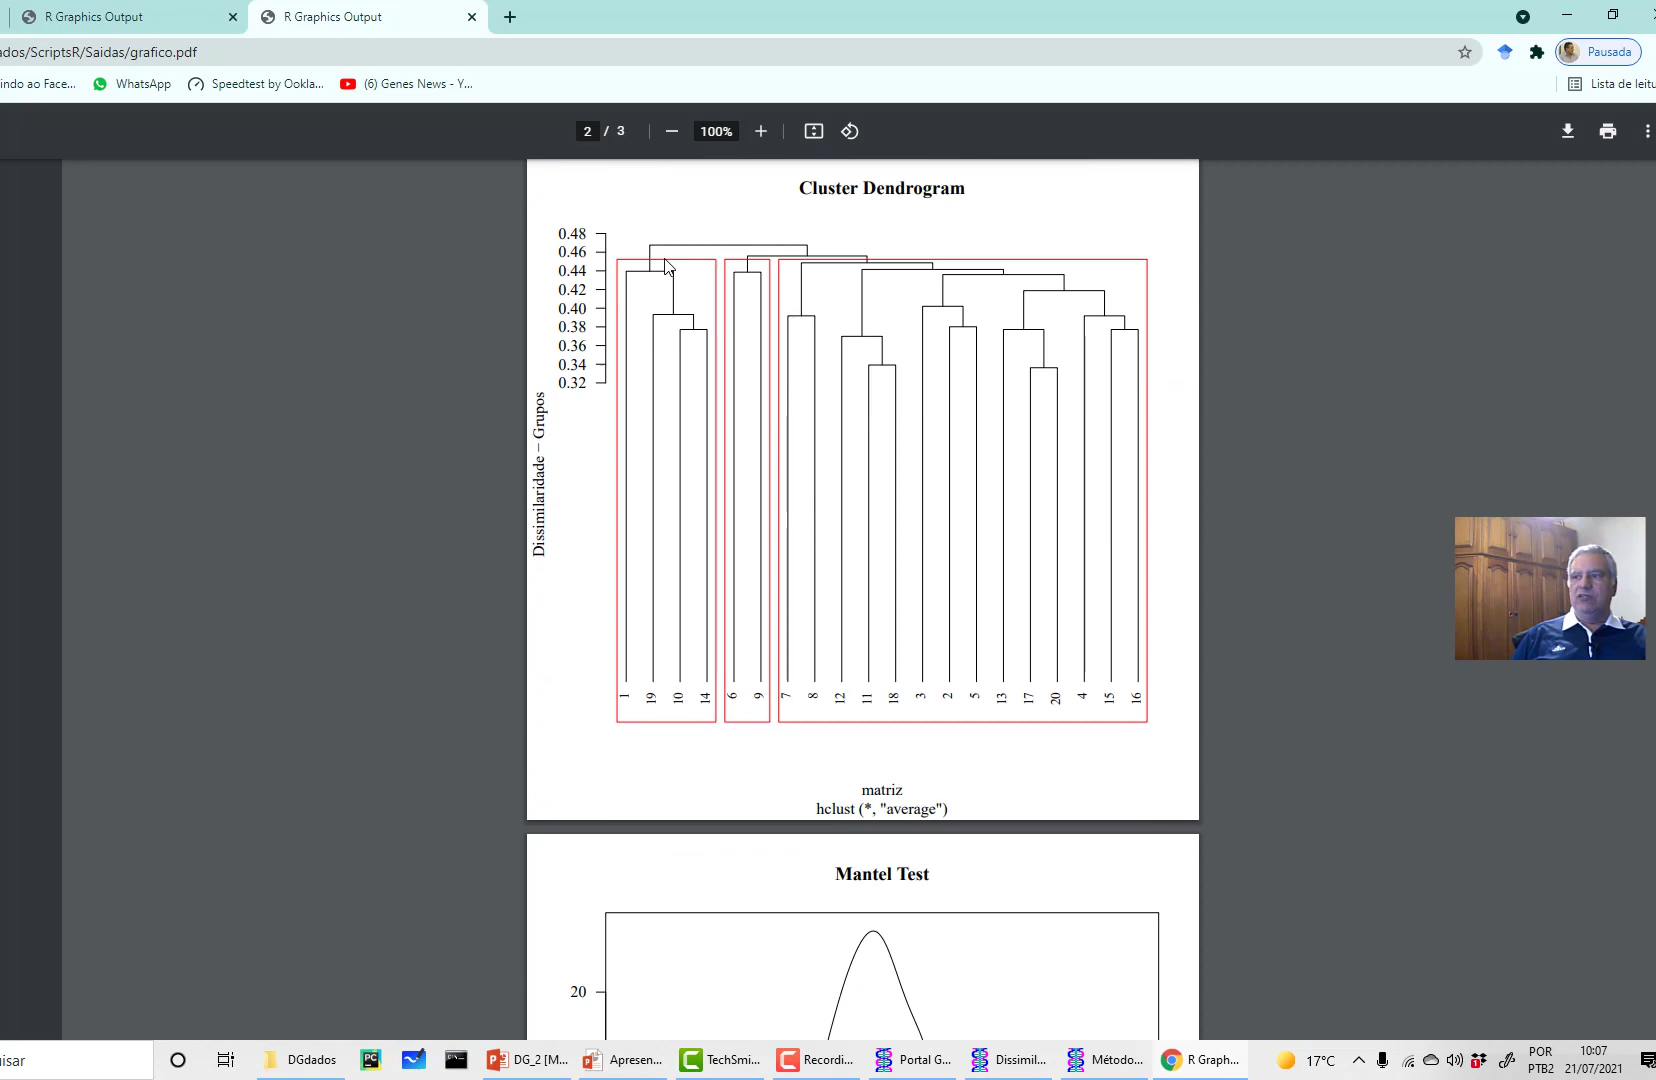 R Graphics Output
R Graphics Output
ados/ScriptsR/Saidas/grafico.pdf
Pausada
indo ao Face...
WhatsApp
Speedtest by Ookla...
(6) Genes News - Y...
Lista de leitu
2 / 3
100%
Cluster Dendrogram
0.48
0.46
0.44
0.42
0.40
0.38
0.36
0.34
0.32
Dissimilaridade − Grupos
1 19 10 14 6 9 7 8 12 11 18 3 2 5 13 17 20 4 15 16
matriz
hclust (*, "average")
Mantel Test
20
uisar
DGdados
PC
DG_2 [M...
Apresen...
TechSmi...
Recordi...
Portal G...
Dissimil...
Método...
R Graph...
17°C
1
POR
PTB2
10:07
21/07/2021